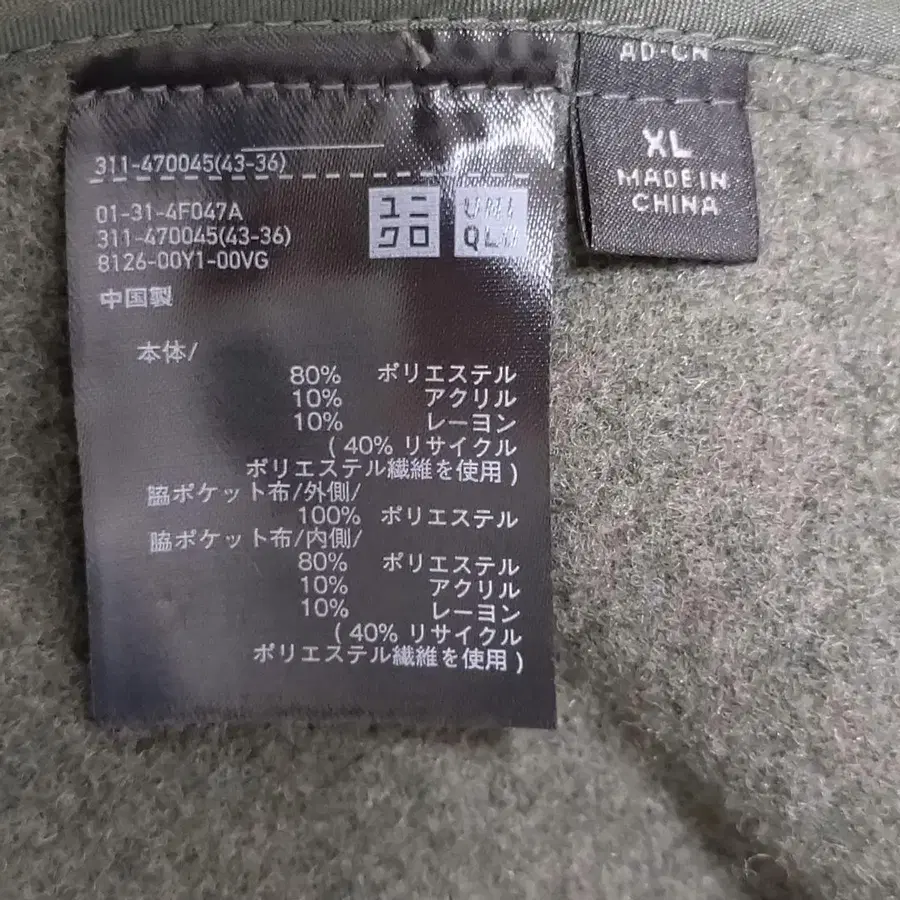 311-470045(43-36)
01-31-4F047A
311-470045(43-36)
8126-00Y1-00VG
ユニ
クロ
UNI
QLO
中国製
本体/
80% ポリエステル
10% アクリル
10% レーヨン
( 40% リサイクル
ポリエステル繊維を使用 )
脇ポケット布/外側/
100% ポリエステル
脇ポケット布/内側/
80% ポリエステル
10% アクリル
10% レーヨン
( 40% リサイクル
ポリエステル繊維を使用 )
AD-CN
XL
MADE IN
CHINA